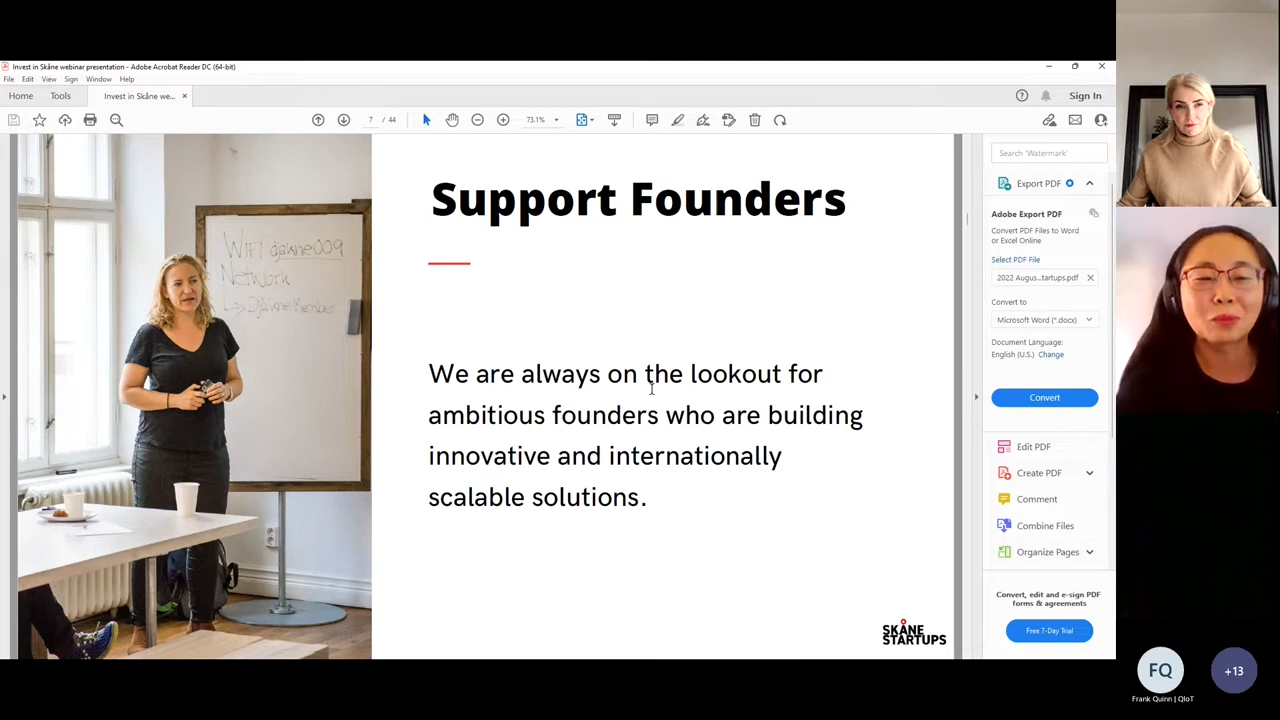 Invest in Skåne webinar presentation - Adobe Acrobat Reader DC (64-bit)
File Edit View Sign Window Help
Home Tools Invest in Skåne we... × Sign In
7 / 44 73.1%
WiFi djäkne009
Network
↳ Djäkne.Member
Support Founders
We are always on the lookout for
ambitious founders who are building
innovative and internationally
scalable solutions.
SKÅNE
STARTUPS
Search 'Watermark'
Export PDF
Adobe Export PDF
Convert PDF Files to Word
or Excel Online
Select PDF File
2022 Augus...tartups.pdf
Convert to
Microsoft Word (*.docx)
Document Language:
English (U.S.) Change
Convert
Edit PDF
Create PDF
Comment
Combine Files
Organize Pages
Convert, edit and e-sign PDF
forms & agreements
Free 7-Day Trial
FQ
+13
Frank Quinn | QIoT